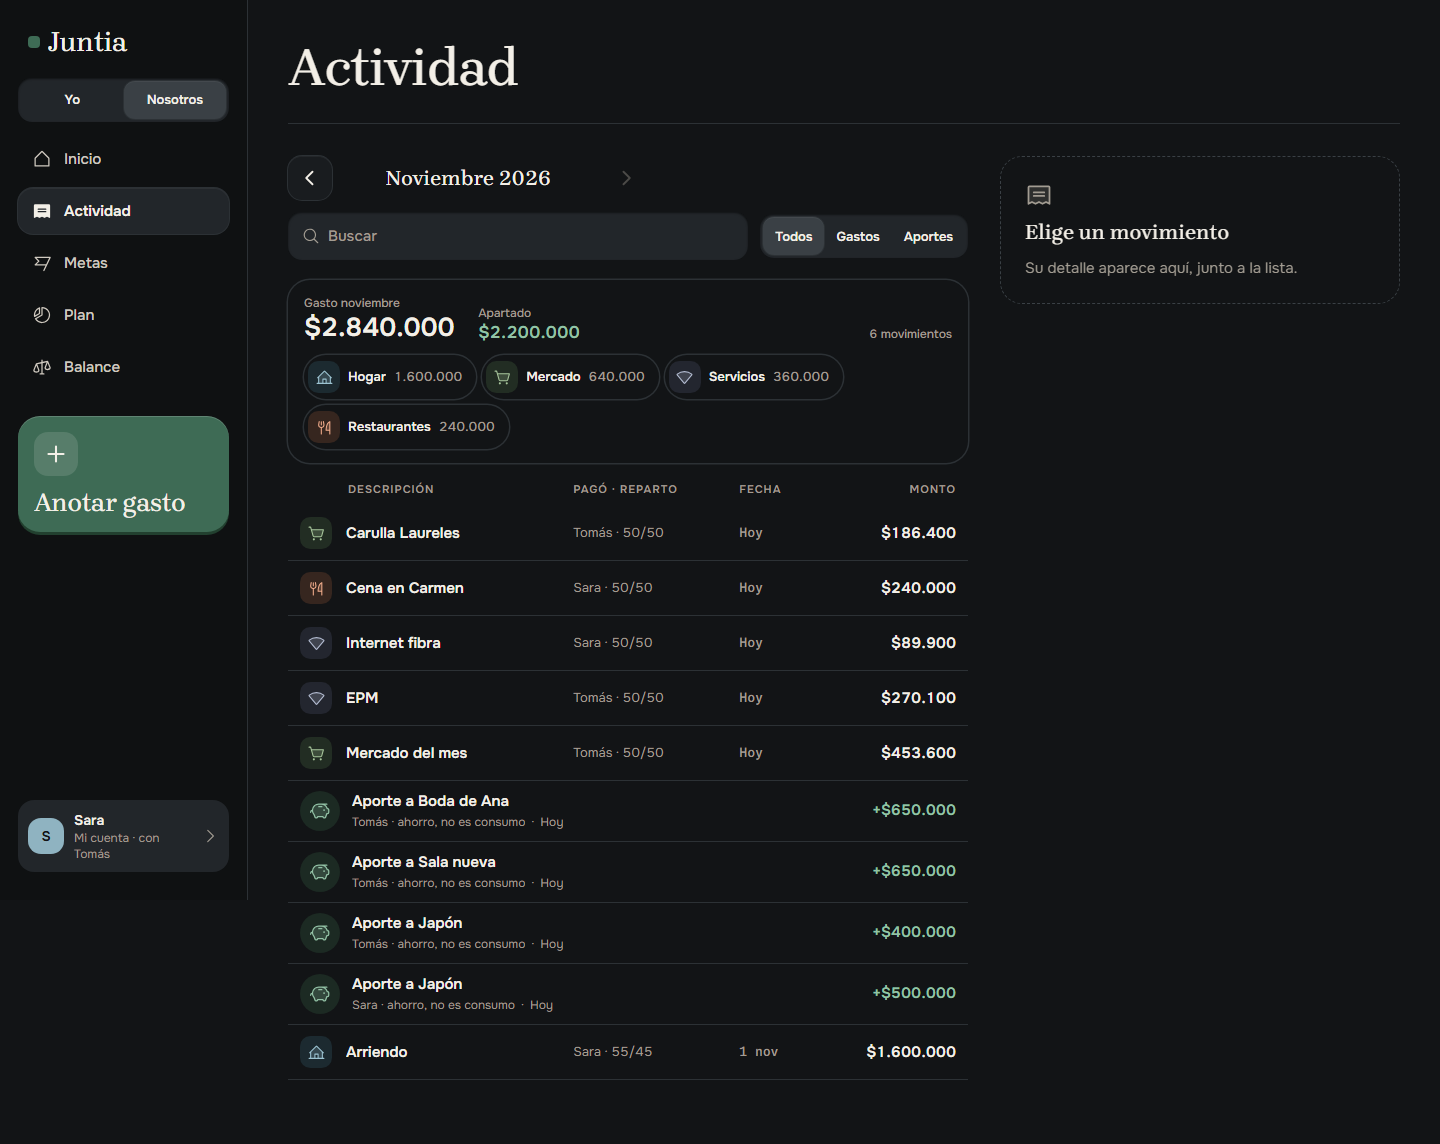 Juntia
Yo
Nosotros
Inicio
Actividad
Metas
Plan
Balance
Anotar gasto
S
Sara
Mi cuenta · con
Tomás
Actividad
Noviembre 2026
Buscar
Todos
Gastos
Aportes
Gasto noviembre
$2.840.000
Apartado
$2.200.000
6 movimientos
Hogar 1.600.000
Mercado 640.000
Servicios 360.000
Restaurantes 240.000
DESCRIPCIÓN PAGÓ · REPARTO FECHA MONTO
Carulla Laureles Tomás · 50/50 Hoy $186.400
Cena en Carmen Sara · 50/50 Hoy $240.000
Internet fibra Sara · 50/50 Hoy $89.900
EPM Tomás · 50/50 Hoy $270.100
Mercado del mes Tomás · 50/50 Hoy $453.600
Aporte a Boda de Ana
Tomás · ahorro, no es consumo · Hoy
+$650.000
Aporte a Sala nueva
Tomás · ahorro, no es consumo · Hoy
+$650.000
Aporte a Japón
Tomás · ahorro, no es consumo · Hoy
+$400.000
Aporte a Japón
Sara · ahorro, no es consumo · Hoy
+$500.000
Arriendo Sara · 55/45 1 nov $1.600.000
Elige un movimiento
Su detalle aparece aquí, junto a la lista.